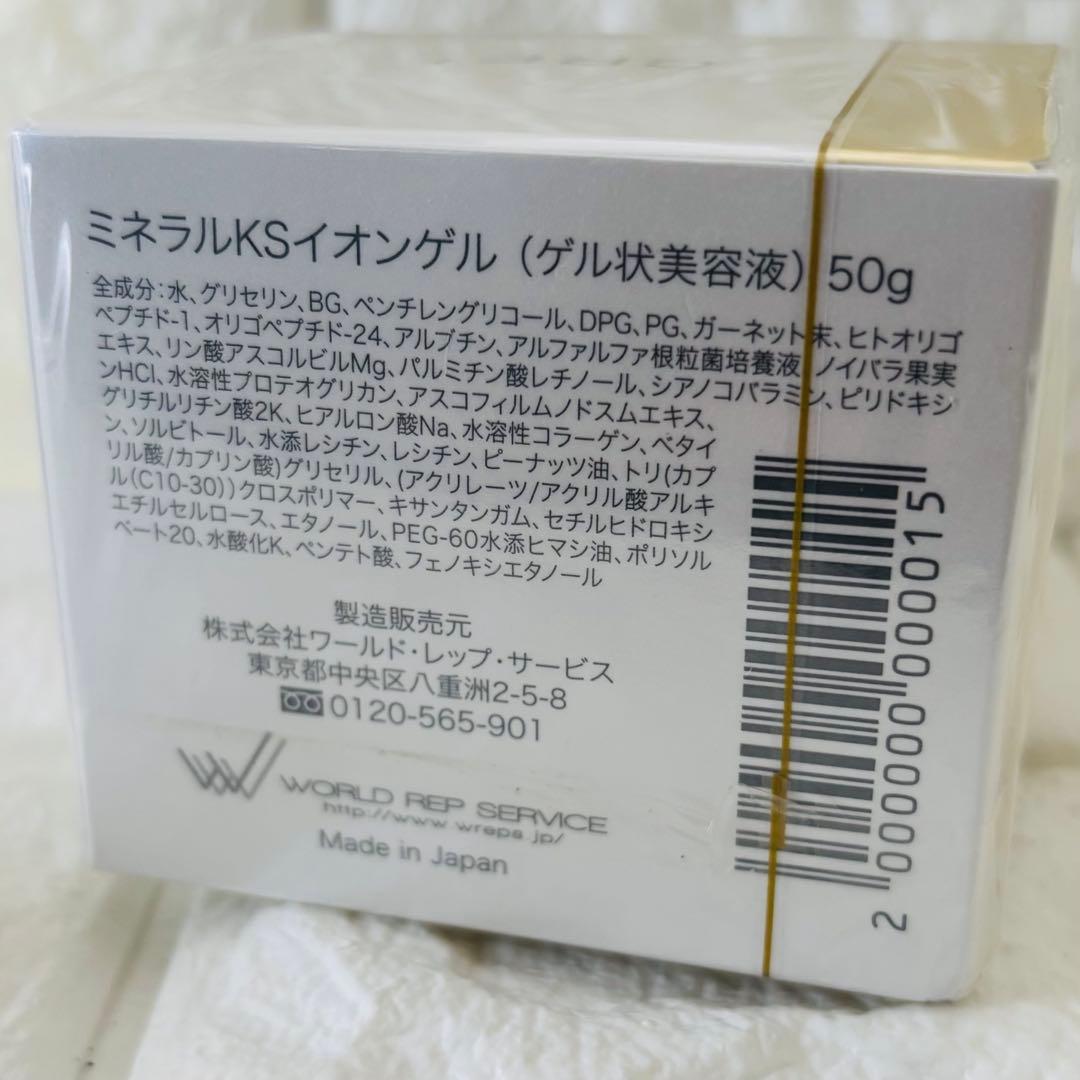 ミネラルKSイオンゲル（ゲル状美容液）50g
全成分：水、グリセリン、BG、ペンチレングリコール、DPG、PG、ガーネット末、ヒトオリゴ
ペプチド-1、オリゴペプチド-24、アルブチン、アルファルファ根粒菌培養液、ノイバラ果実
エキス、リン酸アスコルビルMg、パルミチン酸レチノール、シアノコバラミン、ピリドキシ
ンHCl、水溶性プロテオグリカン、アスコフィルムノドスムエキス、
グリチルリチン酸2K、ヒアルロン酸Na、水溶性コラーゲン、ベタイ
ン、ソルビトール、水添レシチン、レシチン、ピーナッツ油、トリ(カプ
リル酸/カプリン酸)グリセリル、(アクリレーツ/アクリル酸アルキ
ル(C10-30))クロスポリマー、キサンタンガム、セチルヒドロキシ
エチルセルロース、エタノール、PEG-60水添ヒマシ油、ポリソル
ベート20、水酸化K、ペンテト酸、フェノキシエタノール
製造販売元
株式会社ワールド・レップ・サービス
東京都中央区八重洲2-5-8
0120-565-901
WORLD REP SERVICE
http://www.wreps.jp/
Made in Japan
2 000000 000015